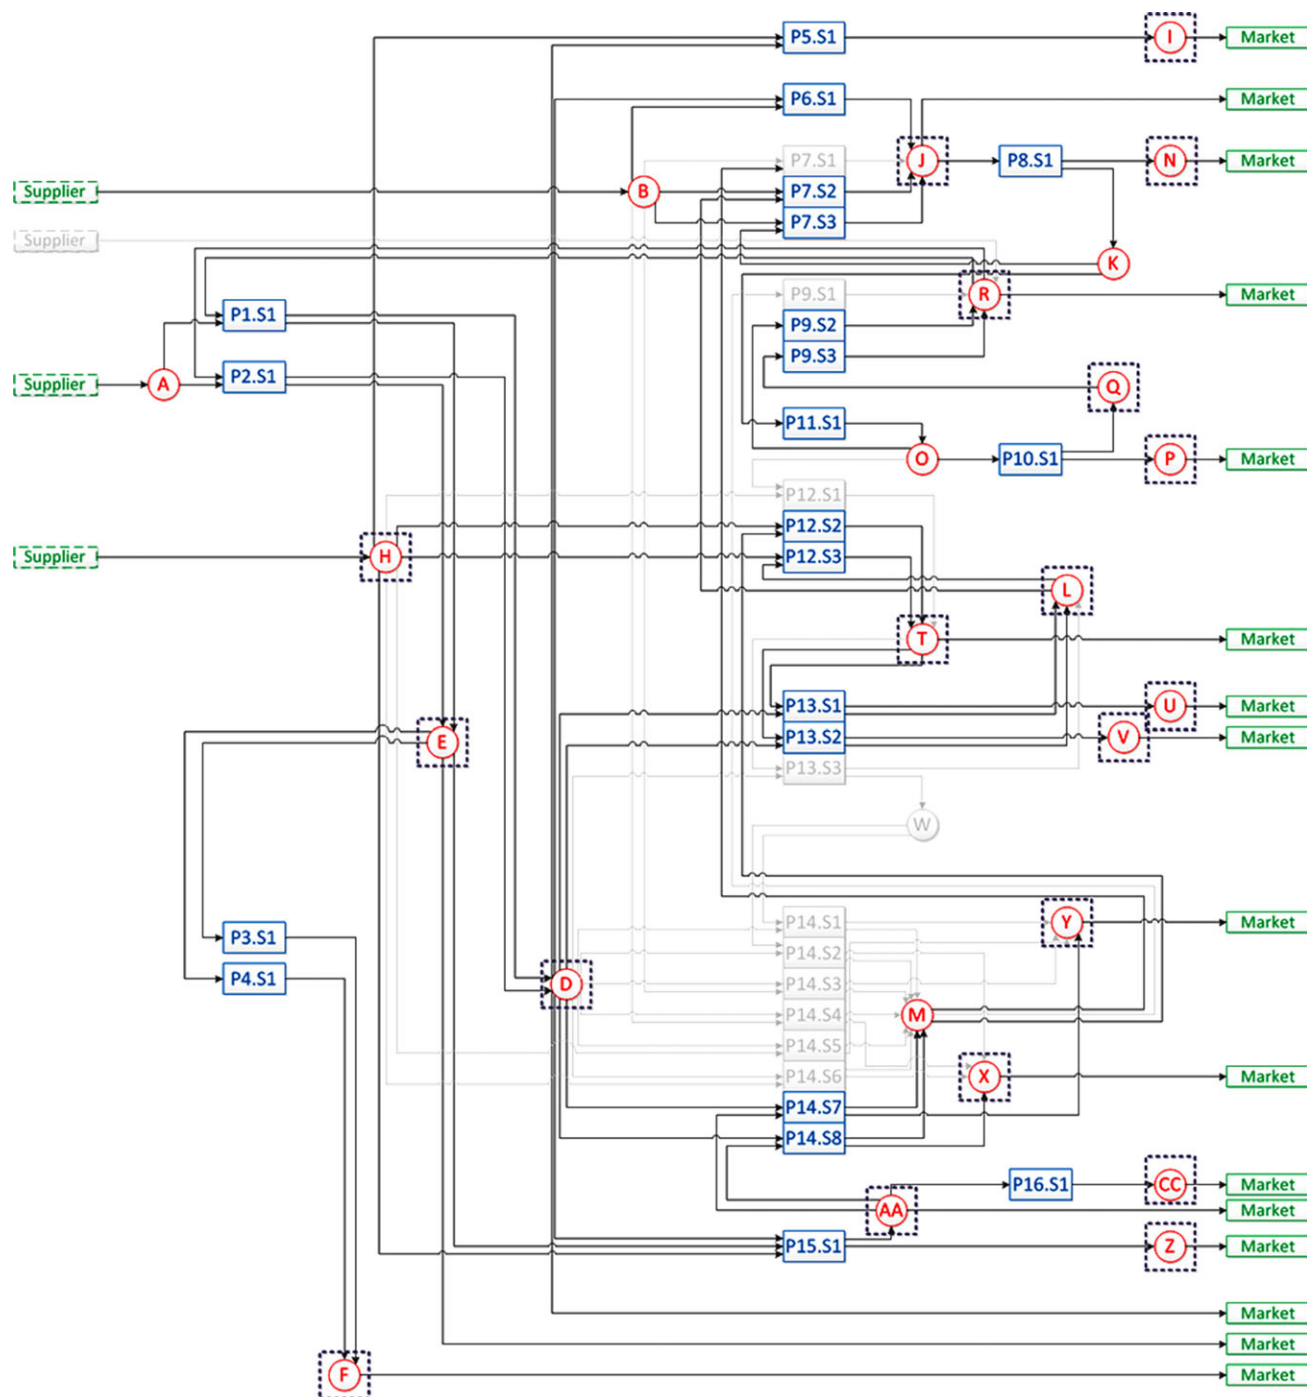 P5.S1 I Market
P6.S1 Market
P7.S1 J P8.S1 N Market
Supplier B P7.S2
P7.S3
Supplier
K
P9.S1 R Market
P1.S1 P9.S2
P9.S3
Supplier A P2.S1 Q
P11.S1
O P10.S1 P Market
P12.S1
P12.S2
Supplier H P12.S3
L
T Market
P13.S1 U Market
E P13.S2 V Market
P13.S3
W
P14.S1 Y Market
P3.S1
P14.S2
P4.S1 D P14.S3
P14.S4 M
P14.S5
P14.S6 X Market
P14.S7
P14.S8
P16.S1 CC Market
AA Market
P15.S1 Z Market
Market
Market
F Market